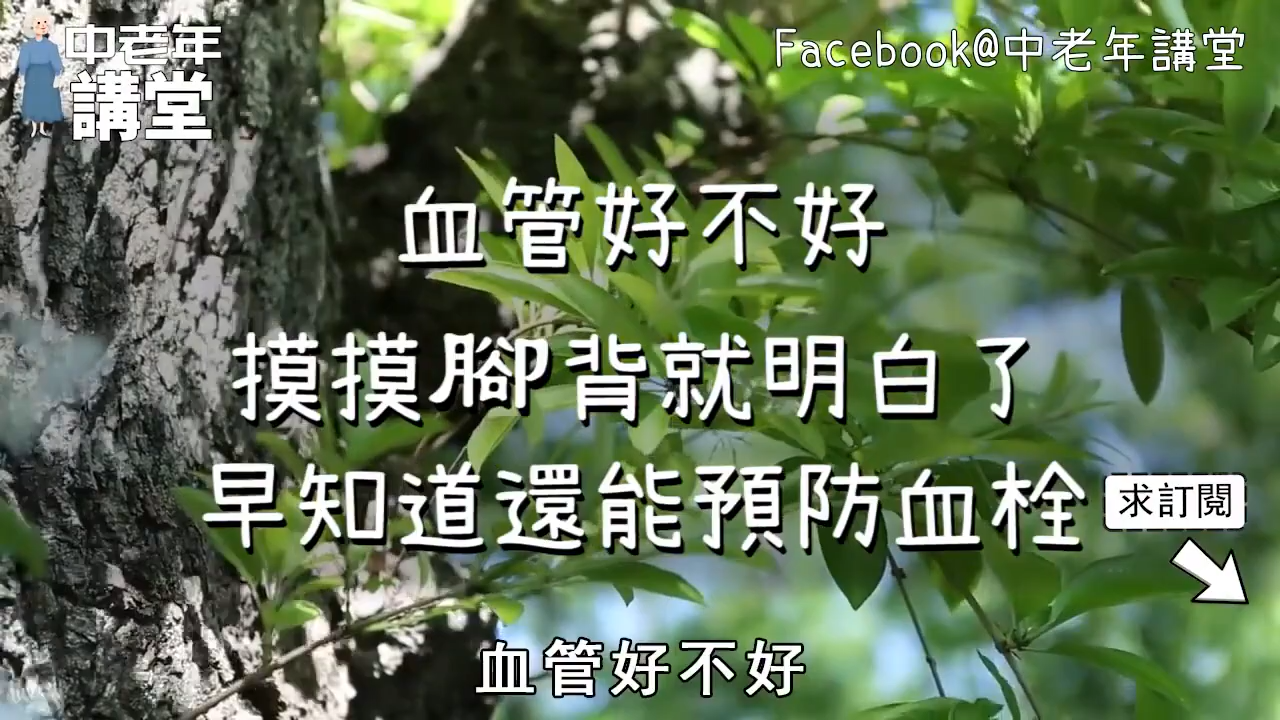 中老年
講堂
Facebook@中老年講堂
血管好不好
摸摸腳背就明白了
早知道還能預防血栓
求訂閱
血管好不好